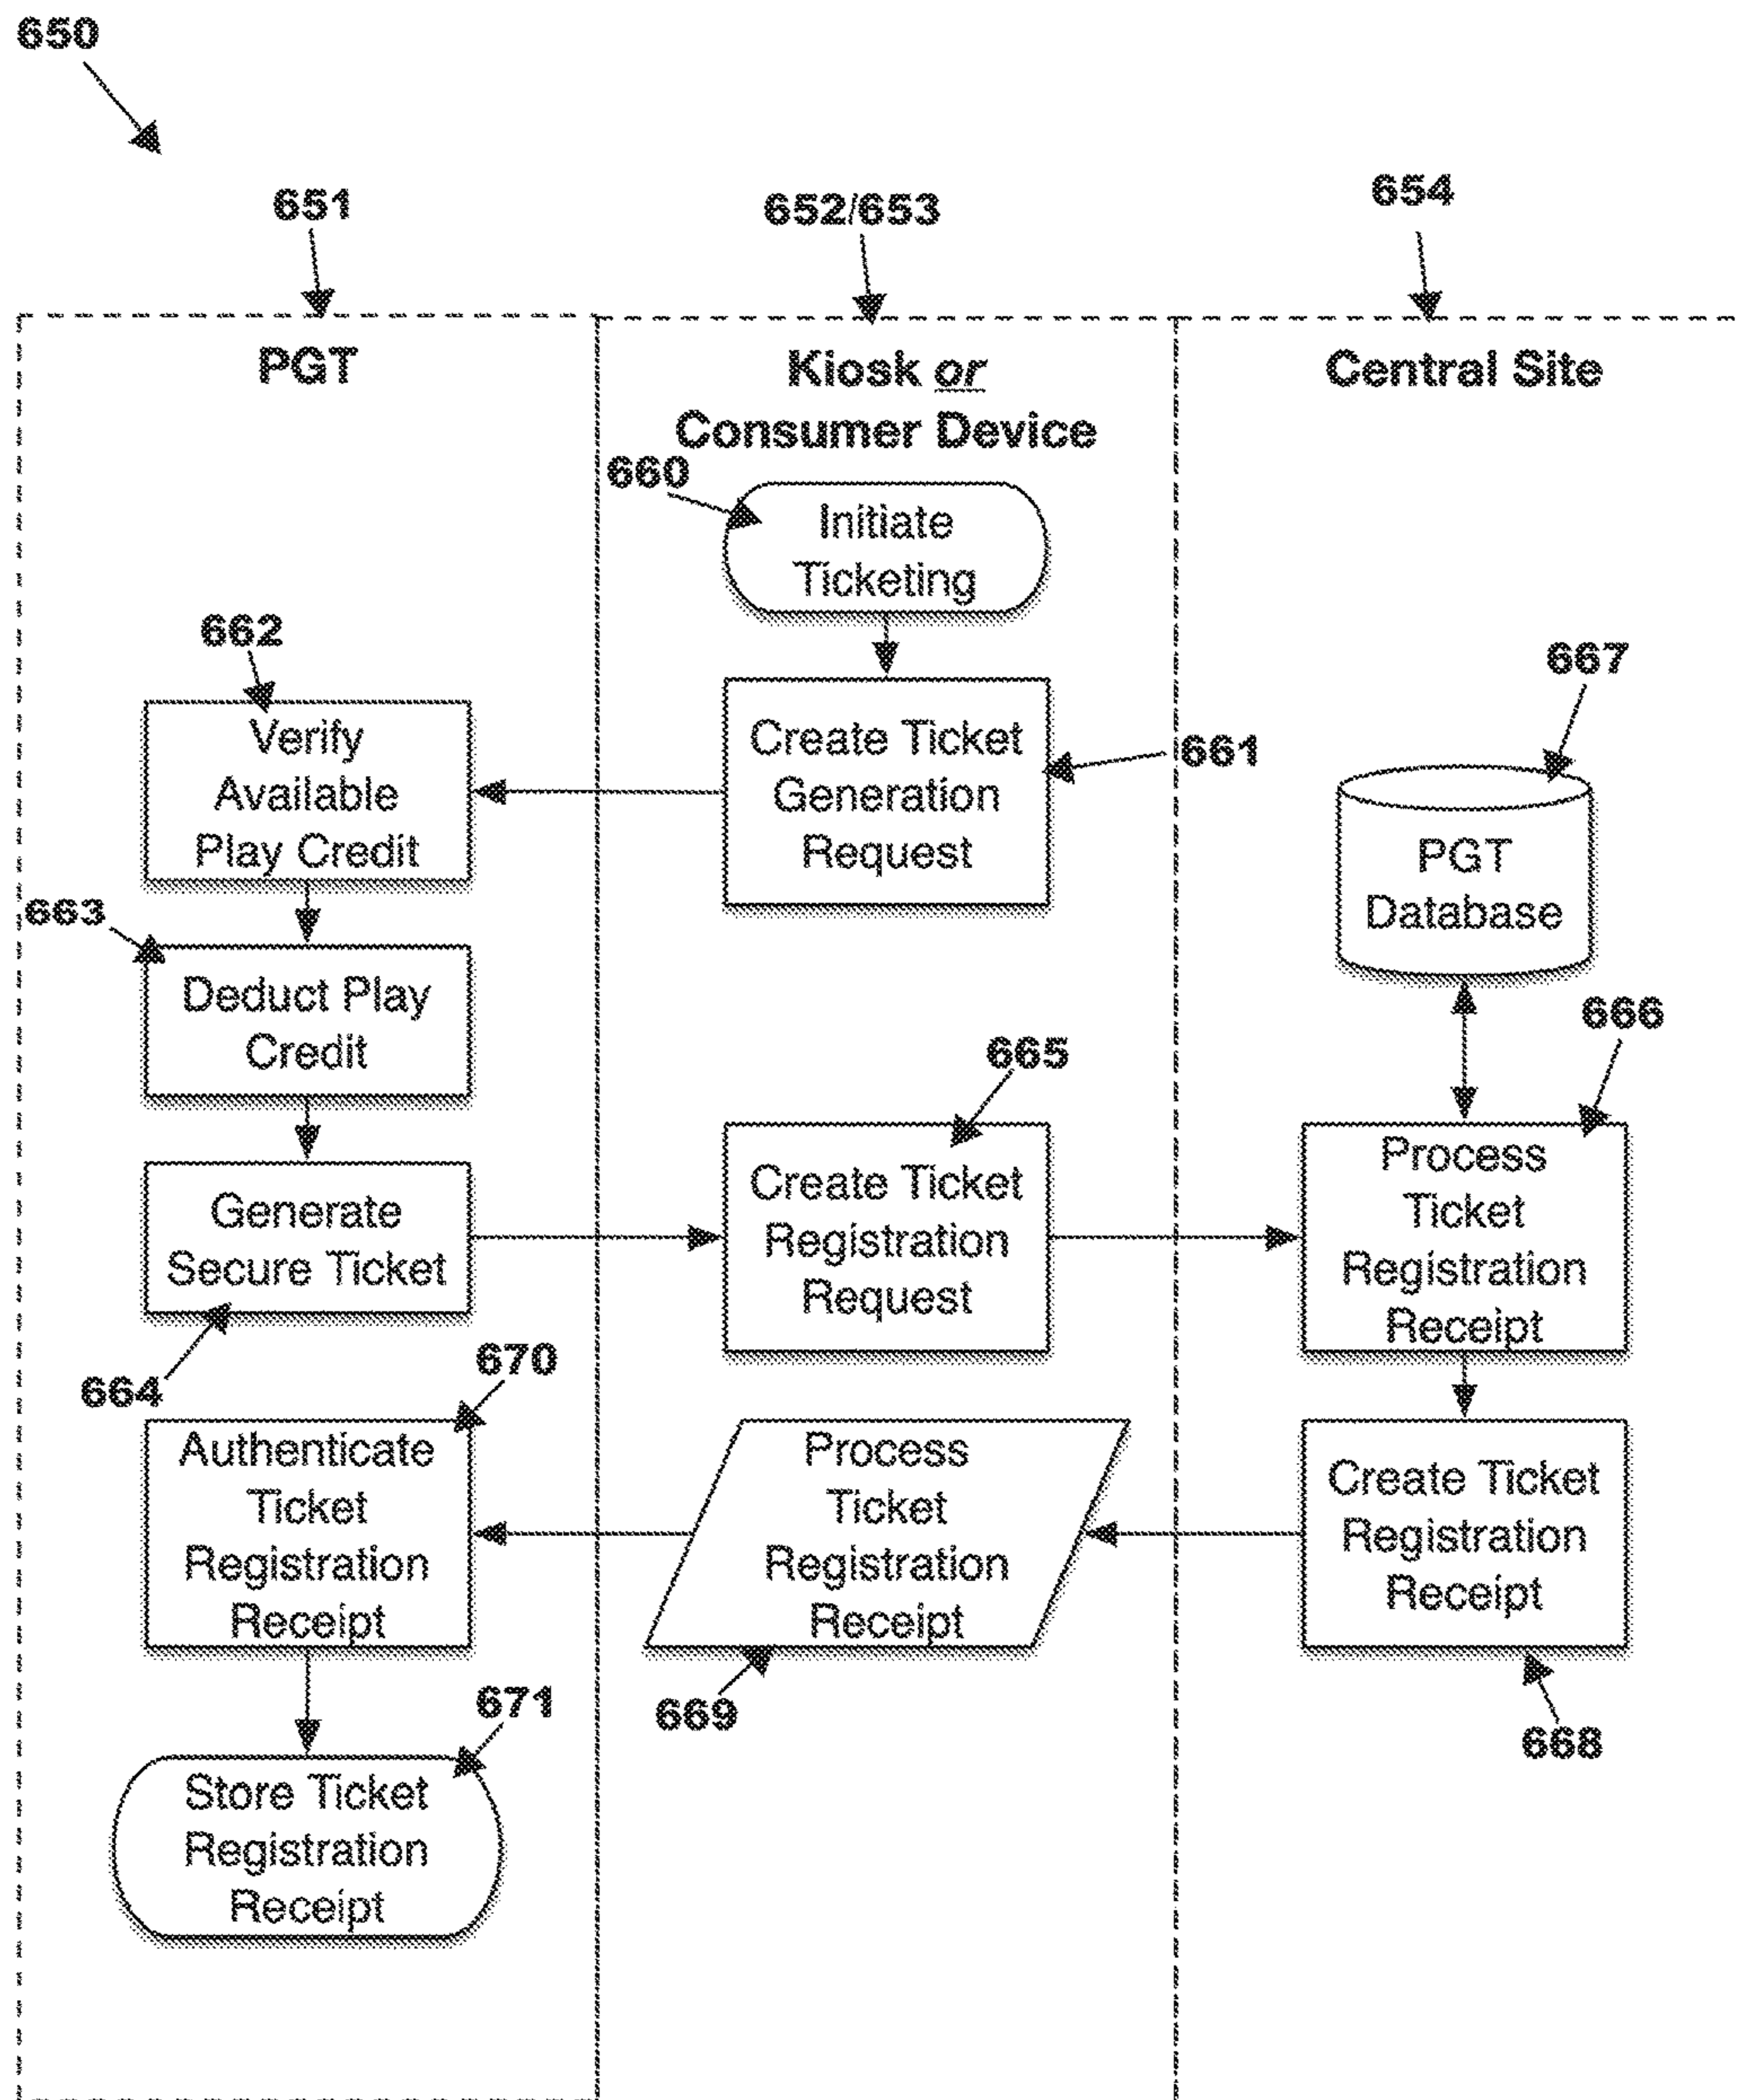 650
651
652/653
654
PGT
Kiosk or
Consumer Device
Central Site
660
Initiate
Ticketing
662
Verify
Available
Play Credit
Create Ticket
Generation
Request
661
667
PGT
Database
663
Deduct Play
Credit
664
Generate
Secure Ticket
665
Create Ticket
Registration
Request
666
Process
Ticket
Registration
Receipt
670
Authenticate
Ticket
Registration
Receipt
Process
Ticket
Registration
Receipt
669
Create Ticket
Registration
Receipt
668
671
Store Ticket
Registration
Receipt